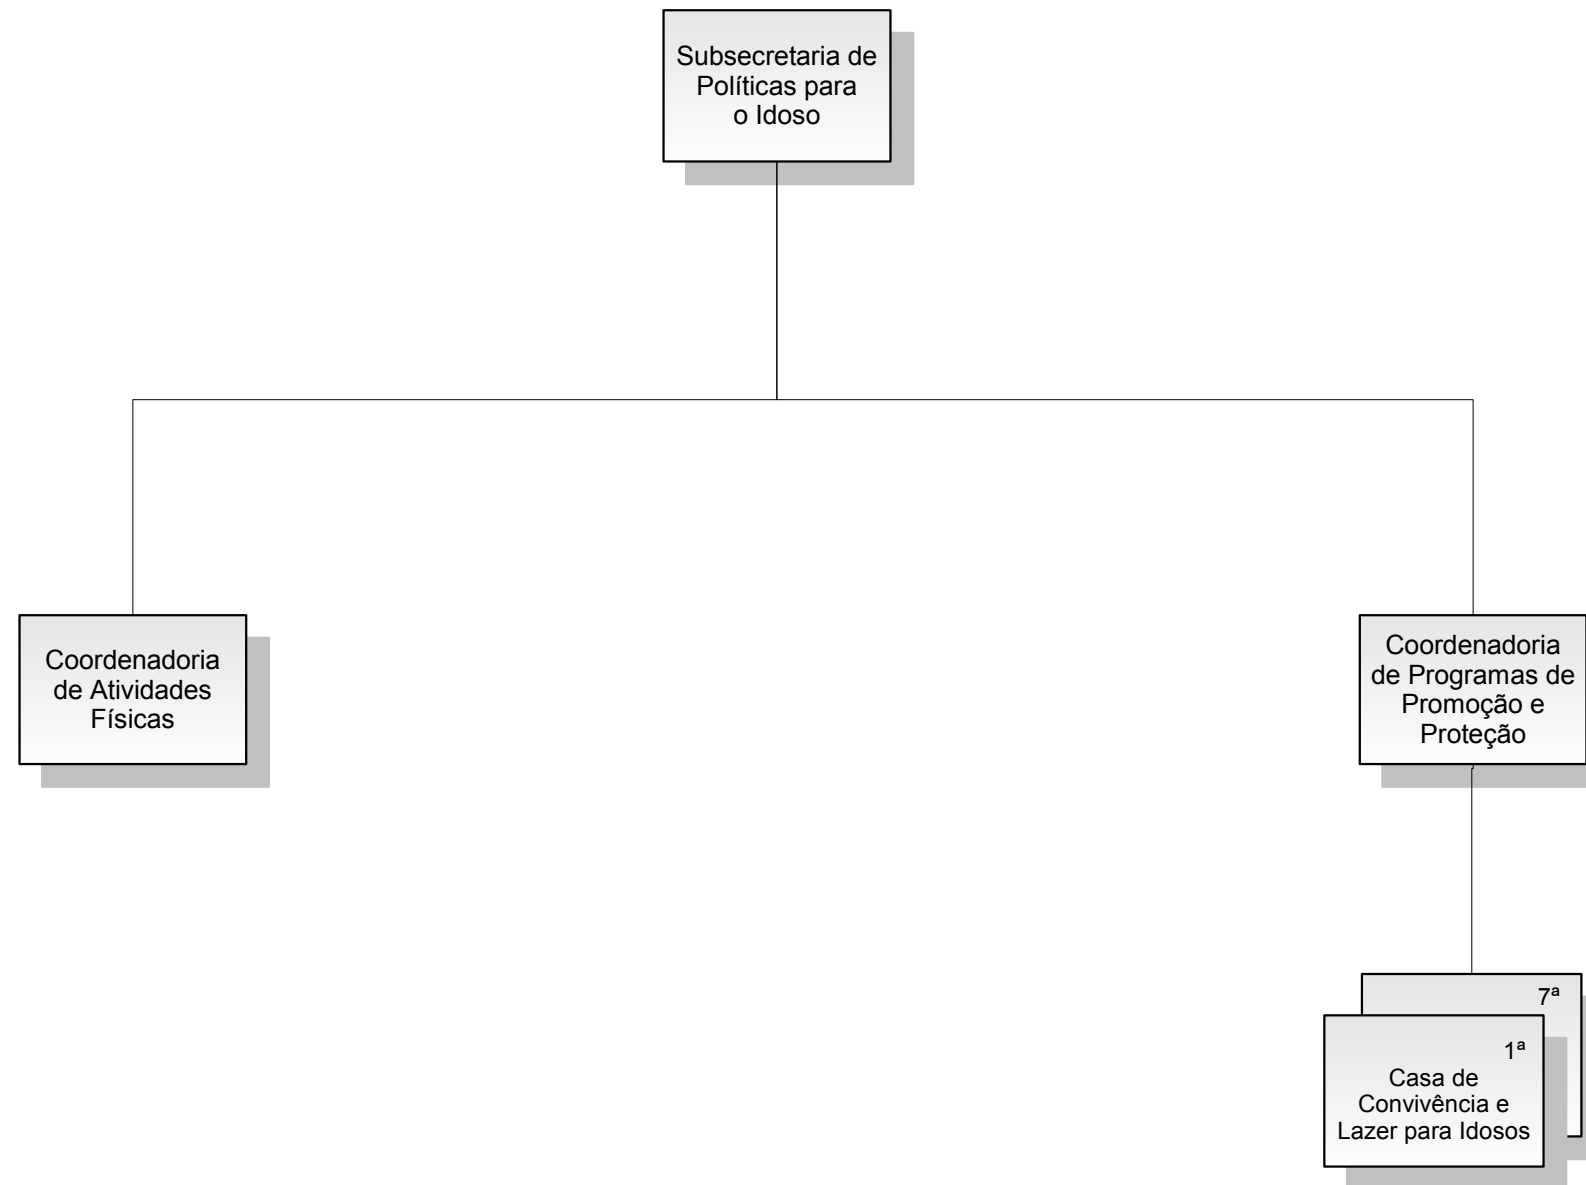 Subsecretaria de
Políticas para
o Idoso
Coordenadoria
de Atividades
Físicas
Coordenadoria
de Programas de
Promoção e
Proteção
7ª
1ª
Casa de
Convivência e
Lazer para Idosos